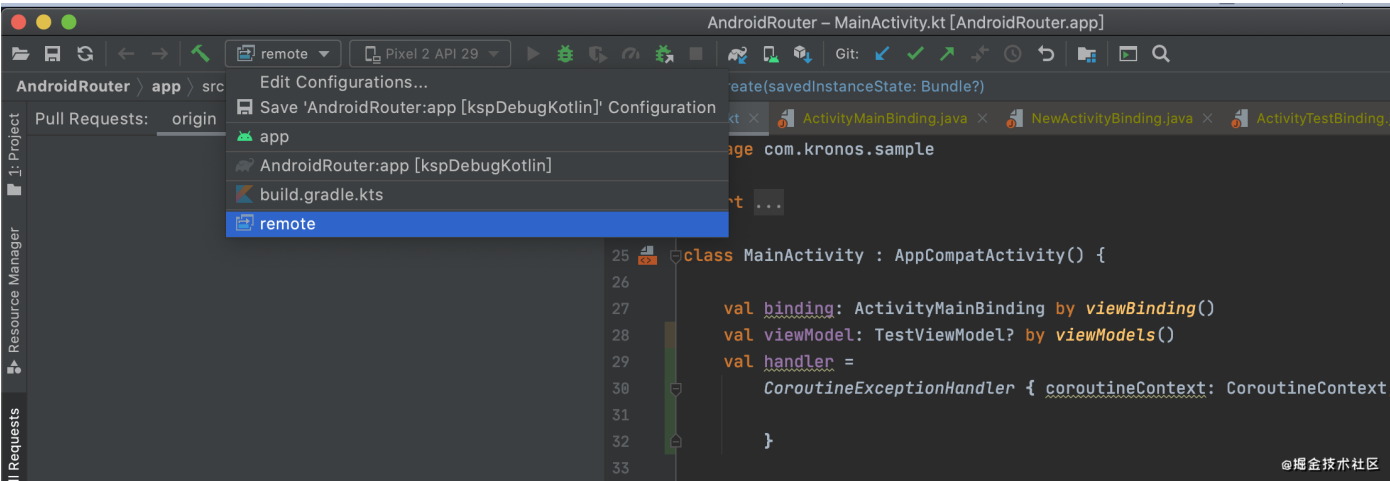 AndroidRouter – MainActivity.kt [AndroidRouter.app]
remote Pixel 2 API 29 Git:
AndroidRouter app src
reate(savedInstanceState: Bundle?)
Edit Configurations...
Save 'AndroidRouter:app [kspDebugKotlin]' Configuration
app
AndroidRouter:app [kspDebugKotlin]
build.gradle.kts
remote
1: Project
Resource Manager
ll Requests
Pull Requests: origin
kt ActivityMainBinding.java NewActivityBinding.java ActivityTestBinding.
age com.kronos.sample
rt ...
25 class MainActivity : AppCompatActivity() {
26
27 val binding: ActivityMainBinding by viewBinding()
28 val viewModel: TestViewModel? by viewModels()
29 val handler =
30 CoroutineExceptionHandler { coroutineContext: CoroutineContext
31
32 }
33
@掘金技术社区